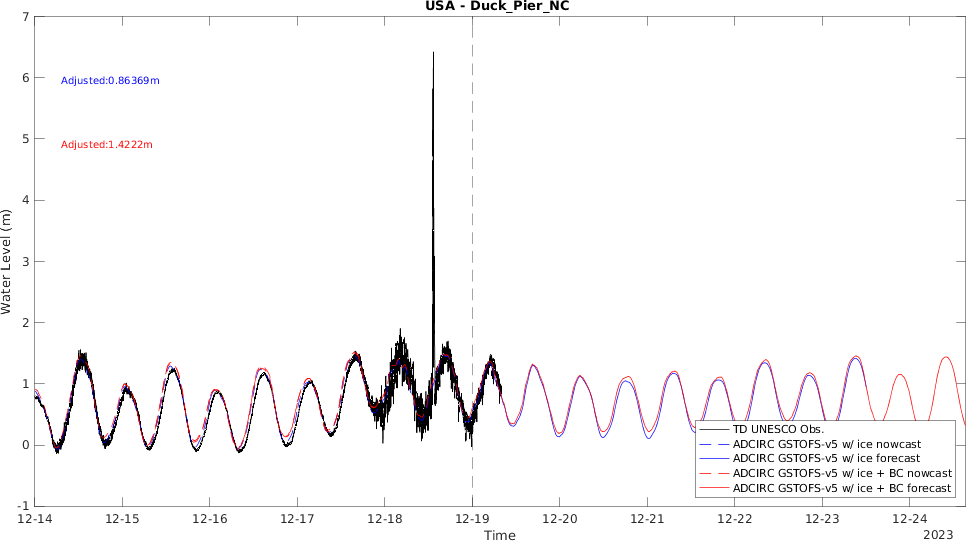 USA - Duck_Pier_NC
7
6
5
4
3
2
1
0
-1
Water Level (m)
Adjusted:0.86369m
Adjusted:1.4222m
TD UNESCO Obs.
ADCIRC GSTOFS-v5 w/ ice nowcast
ADCIRC GSTOFS-v5 w/ ice forecast
ADCIRC GSTOFS-v5 w/ ice + BC nowcast
ADCIRC GSTOFS-v5 w/ ice + BC forecast
12-14 12-15 12-16 12-17 12-18 12-19 12-20 12-21 12-22 12-23 12-24
Time
2023